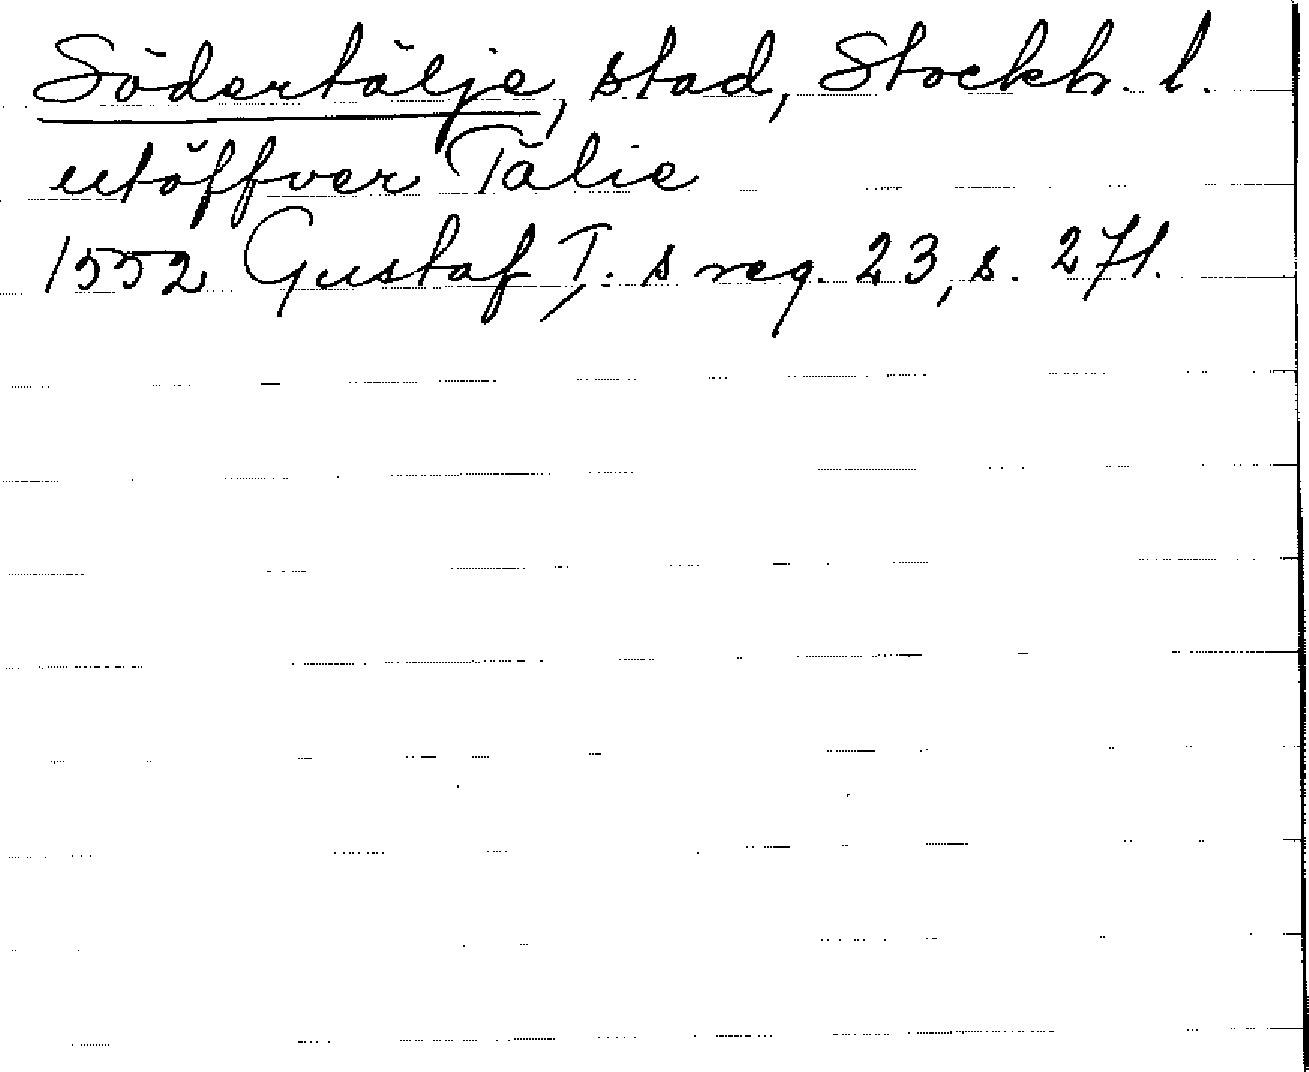 Södertälje, stad, Stockh. l.
utöffver Tälie
1552 Gustaf I: s reg. 23, s. 271.